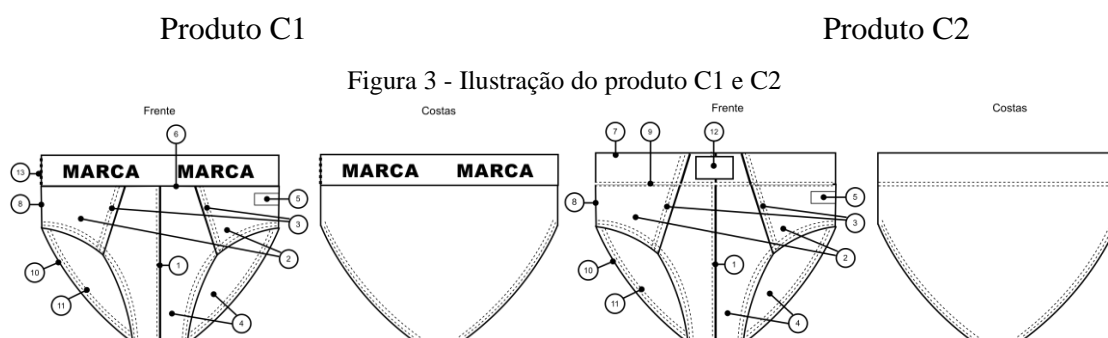 Produto C1 Produto C2
Figura 3 - Ilustração do produto C1 e C2
Frente Costas Frente Costas
6 7 9 12
13 MARCA MARCA MARCA MARCA
8 5 8 5
3 3
2 2
10 1 10 1
11 4 11 4